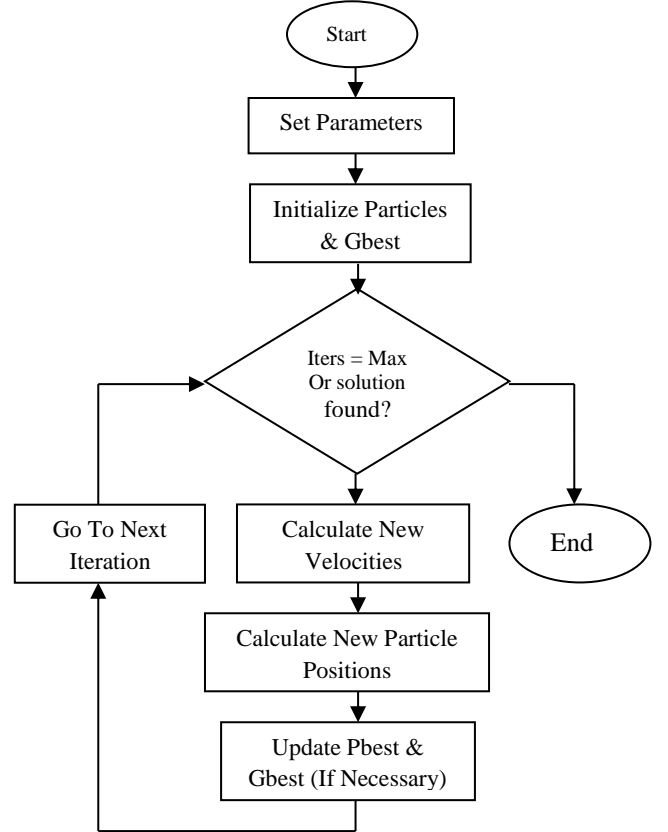 Start
Set Parameters
Initialize Particles
& Gbest
Iters = Max
Or solution
found?
Go To Next
Iteration
Calculate New
Velocities
End
Calculate New Particle
Positions
Update Pbest &
Gbest (If Necessary)